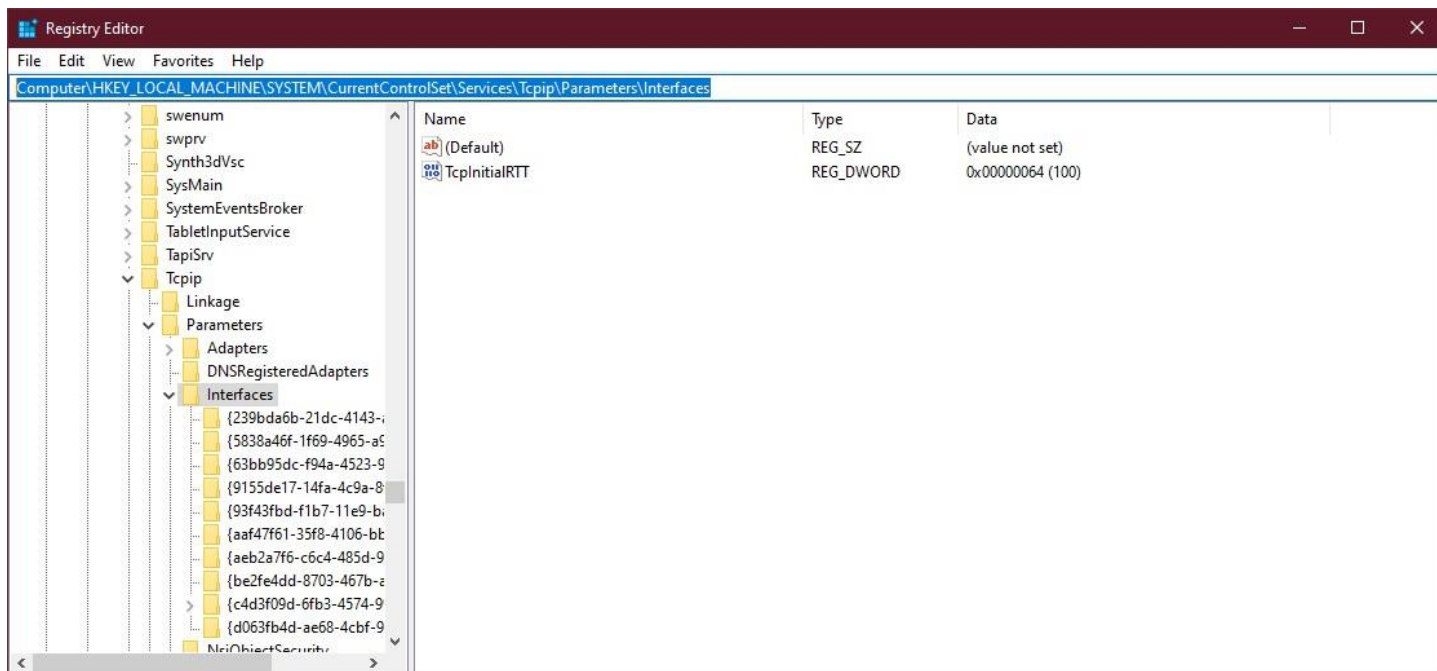 Registry Editor
File Edit View Favorites Help
Computer\HKEY_LOCAL_MACHINE\SYSTEM\CurrentControlSet\Services\Tcpip\Parameters\Interfaces
swenum
swprv
Synth3dVsc
SysMain
SystemEventsBroker
TabletInputService
TapiSrv
Tcpip
Linkage
Parameters
Adapters
DNSRegisteredAdapters
Interfaces
{239bda6b-21dc-4143-
{5838a46f-1f69-4965-a9
{63bb95dc-f94a-4523-9
{9155de17-14fa-4c9a-8
{93f43fbd-f1b7-11e9-b
{aaf47f61-35f8-4106-bb
{aeb2a7f6-c6c4-485d-9
{be2fe4dd-8703-467b-a
{c4d3f09d-6fb3-4574-9
{d063fb4d-ae68-4cbf-9
NsiObjectSecurity
Name Type Data
(Default) REG_SZ (value not set)
TcpInitialRTT REG_DWORD 0x00000064 (100)